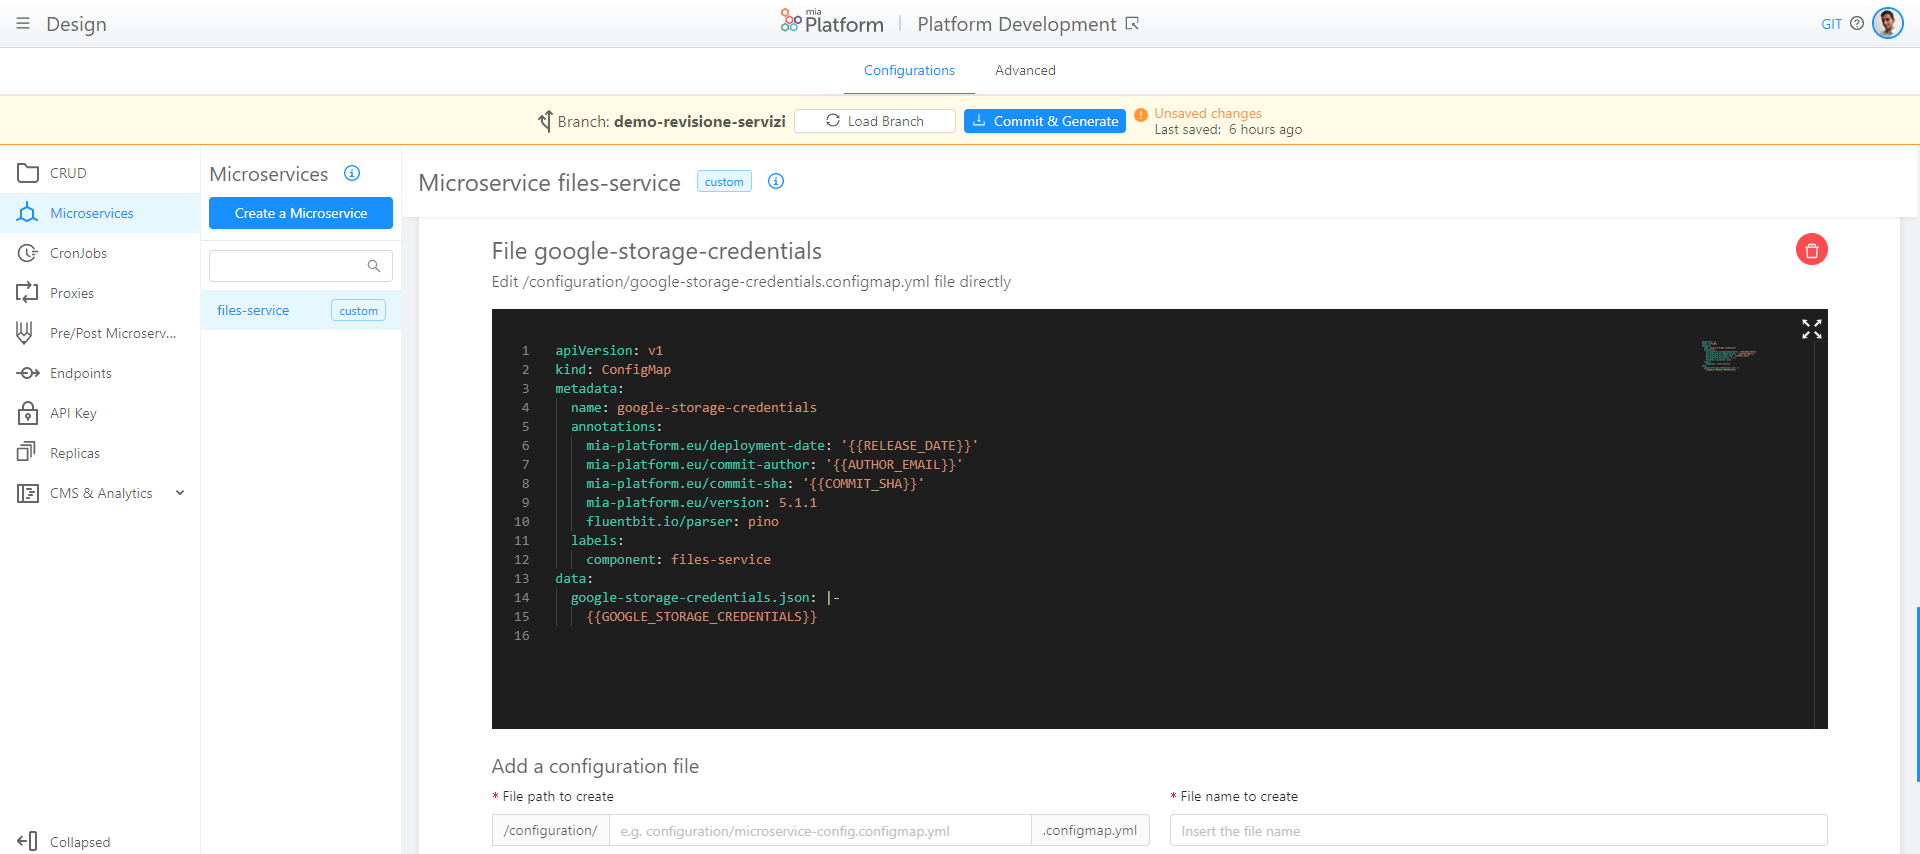 Design
mia
Platform
Platform Development
GIT
Configurations
Advanced
Branch: demo-revisione-servizi
Load Branch
Commit & Generate
Unsaved changes
Last saved: 6 hours ago
CRUD
Microservices
CronJobs
Proxies
Pre/Post Microserv...
Endpoints
API Key
Replicas
CMS & Analytics
Collapsed
Microservices
Create a Microservice
files-service
custom
Microservice files-service
custom
File google-storage-credentials
Edit /configuration/google-storage-credentials.configmap.yml file directly
1 apiVersion: v1
2 kind: ConfigMap
3 metadata:
4 name: google-storage-credentials
5 annotations:
6 mia-platform.eu/deployment-date: '{{RELEASE_DATE}}'
7 mia-platform.eu/commit-author: '{{AUTHOR_EMAIL}}'
8 mia-platform.eu/commit-sha: '{{COMMIT_SHA}}'
9 mia-platform.eu/version: 5.1.1
10 fluentbit.io/parser: pino
11 labels:
12 component: files-service
13 data:
14 google-storage-credentials.json: |-
15 {{GOOGLE_STORAGE_CREDENTIALS}}
16
Add a configuration file
* File path to create
/configuration/
e.g. configuration/microservice-config.configmap.yml
.configmap.yml
* File name to create
Insert the file name